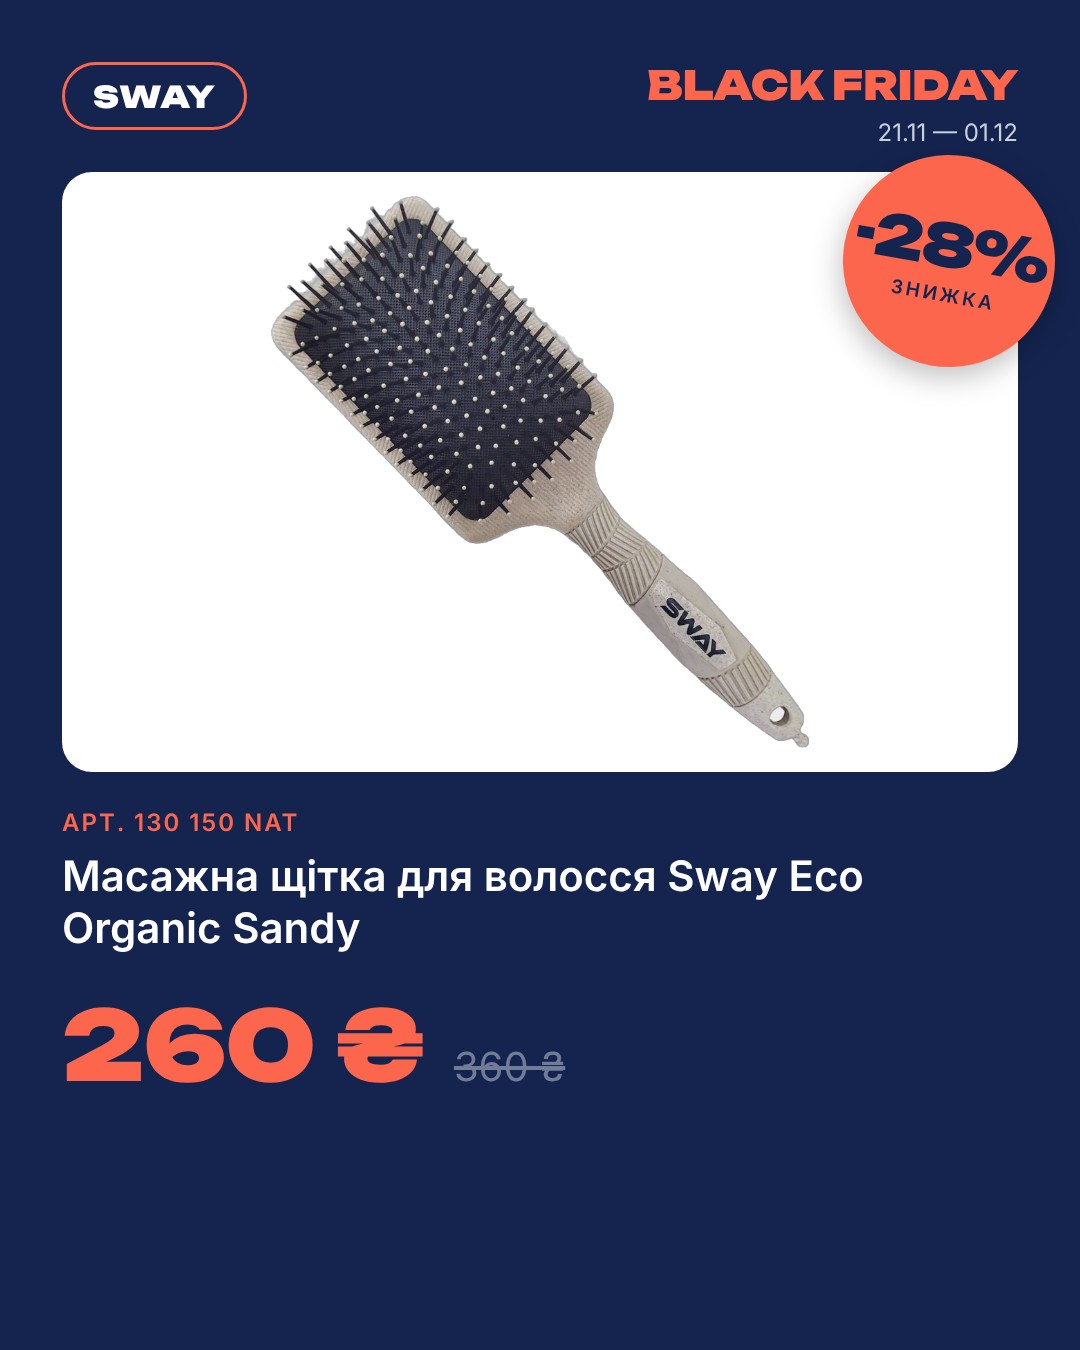 SWAY
BLACK FRIDAY
21.11 — 01.12
-28%
ЗНИЖКА
SWAY
АРТ. 130 150 NAT
Масажна щітка для волосся Sway Eco
Organic Sandy
260 ₴ 360 ₴